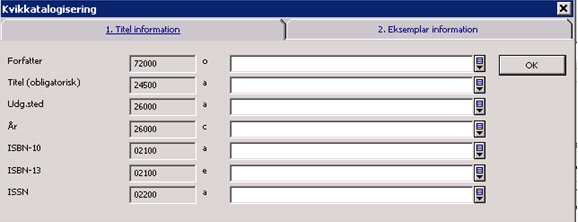 Kvikkatalogisering
1. Titel information 2. Eksemplar information
Forfatter 72000 o
Titel (obligatorisk) 24500 a
Udg.sted 26000 a
År 26000 c
ISBN-10 02100 a
ISBN-13 02100 e
ISSN 02200 a
OK